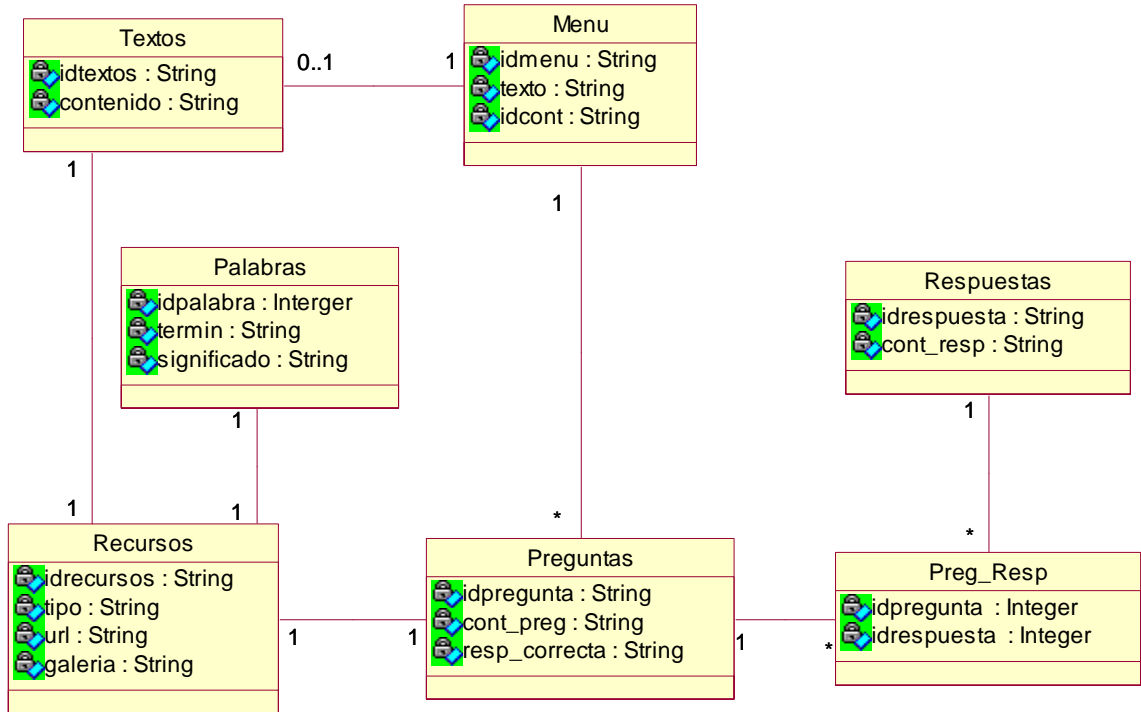 Textos
idtextos : String
contenido : String
0..1
1
Menu
idmenu : String
texto : String
idcont : String
1
1
Palabras
idpalabra : Interger
termin : String
significado : String
Respuestas
idrespuesta : String
cont_resp : String
1
1
1
1
*
*
Recursos
idrecursos : String
tipo : String
url : String
galeria : String
1
1
Preguntas
idpregunta : String
cont_preg : String
resp_correcta : String
1
*
Preg_Resp
idpregunta : Integer
idrespuesta : Integer